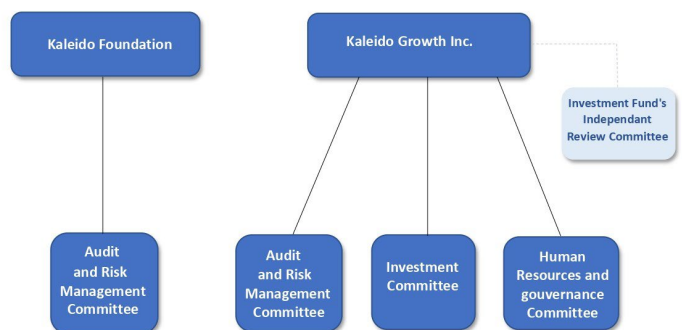 Kaleido Foundation
Kaleido Growth Inc.
Investment Fund's
Independant
Review Committee
Audit
and Risk
Management
Committee
Audit
and Risk
Management
Committee
Investment
Committee
Human
Resources and
gouvernance
Committee